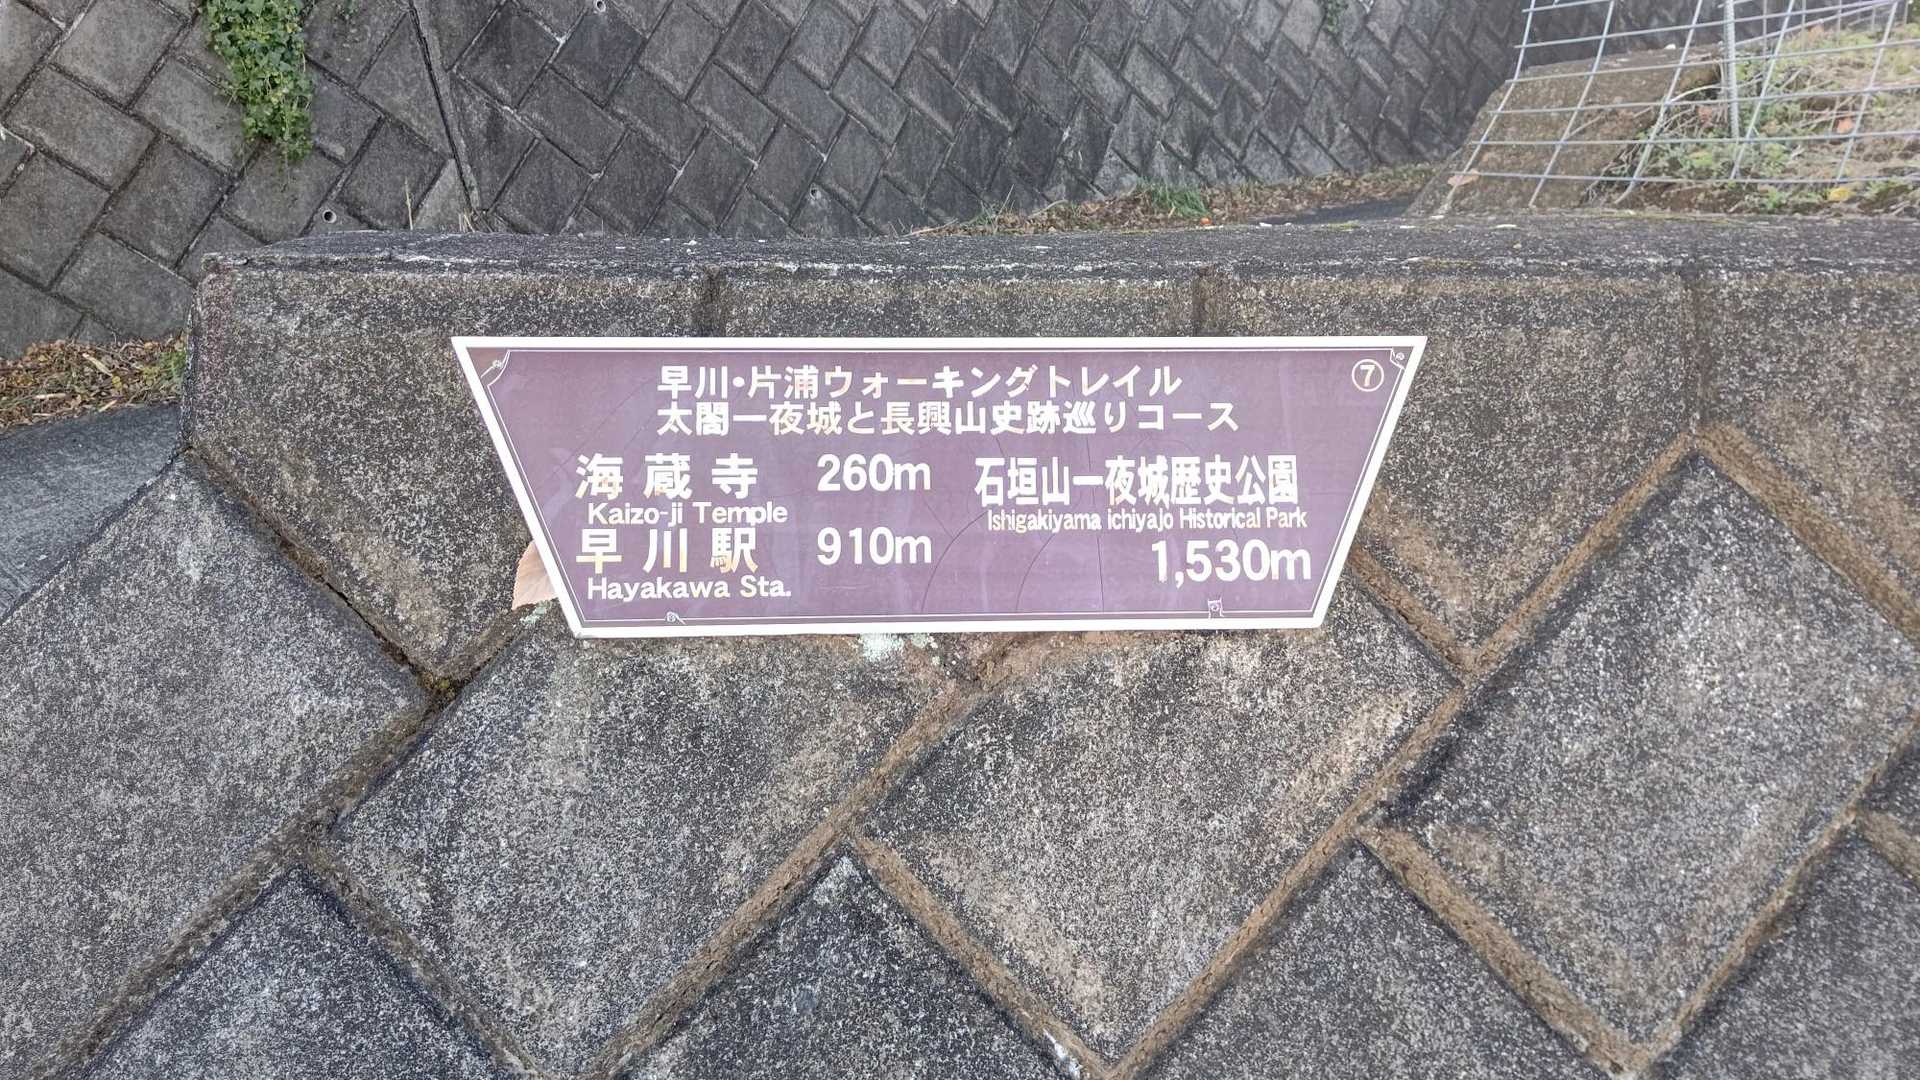 早川・片浦ウォーキングトレイル
⑦
太閤一夜城と長興山史跡巡りコース
海蔵寺 260m
Kaizo-ji Temple
早川駅 910m
Hayakawa Sta.
石垣山一夜城歴史公園
Ishigakiyama ichiyajo Historical Park
1,530m